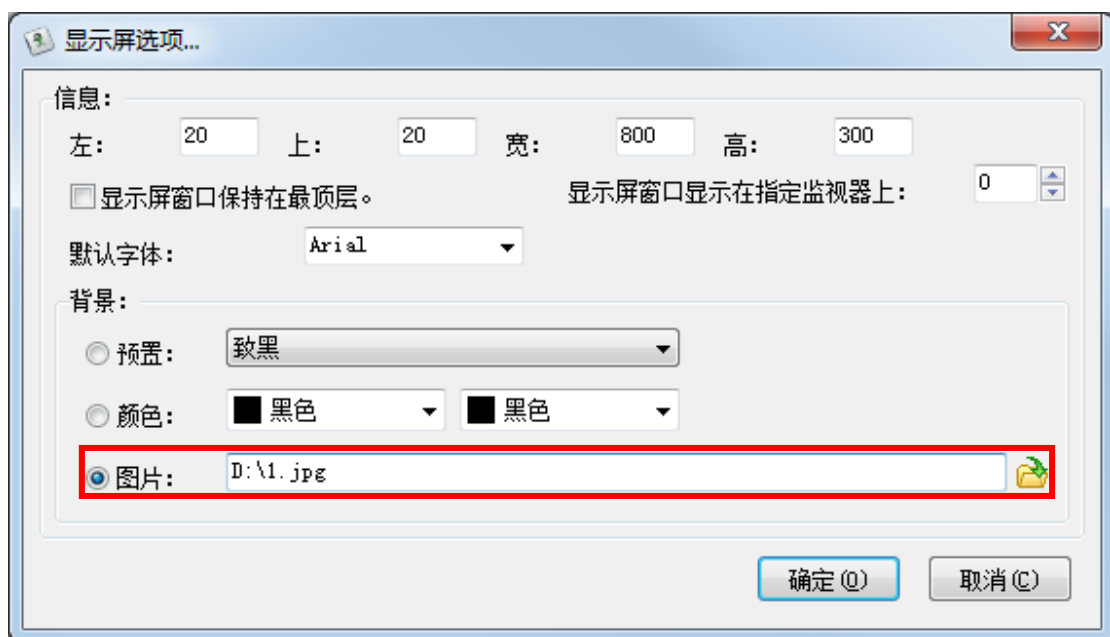 显示屏选项...
信息：
左： 20 上： 20 宽： 800 高： 300
显示屏窗口保持在最顶层。 显示屏窗口显示在指定监视器上： 0
默认字体： Arial
背景：
预置： 致黑
颜色： 黑色 黑色
图片： D:\1.jpg
确定(O) 取消(C)